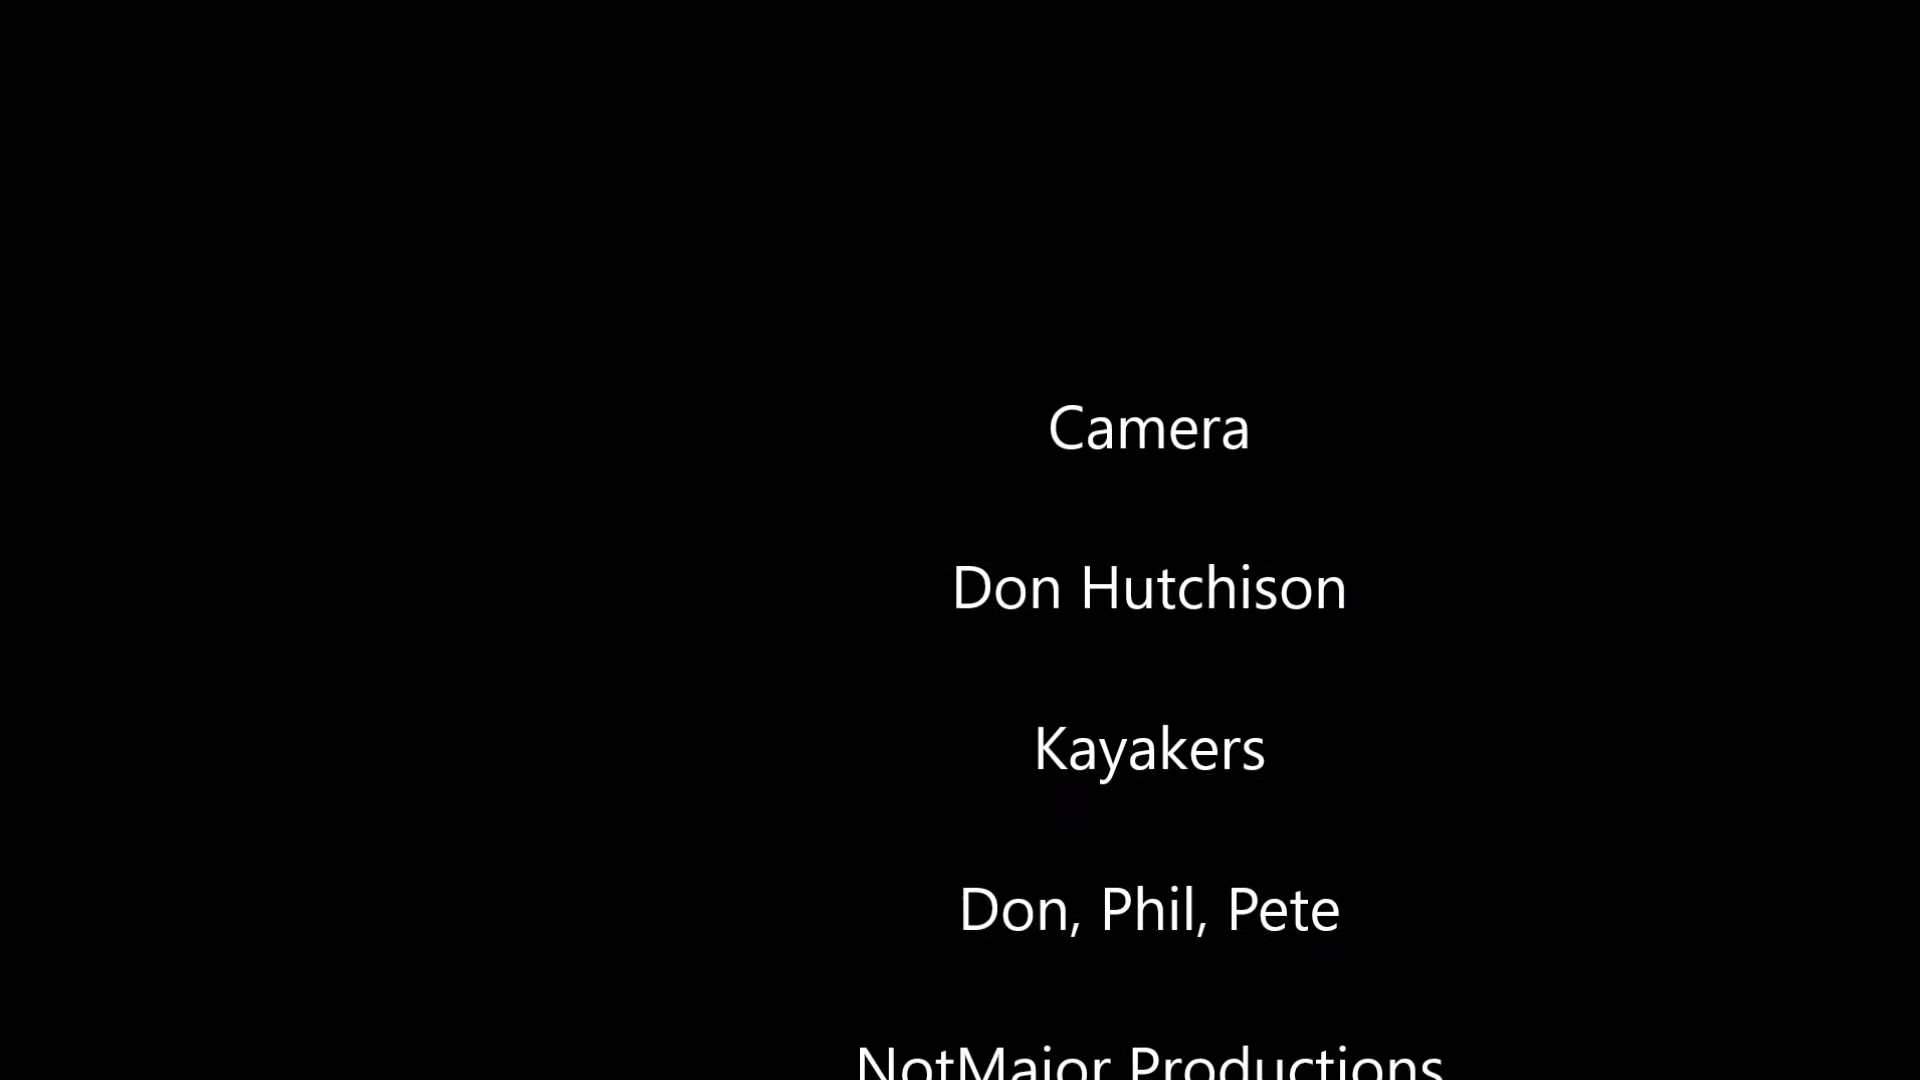 Camera
Don Hutchison
Kayakers
Don, Phil, Pete
NotMajor Productions